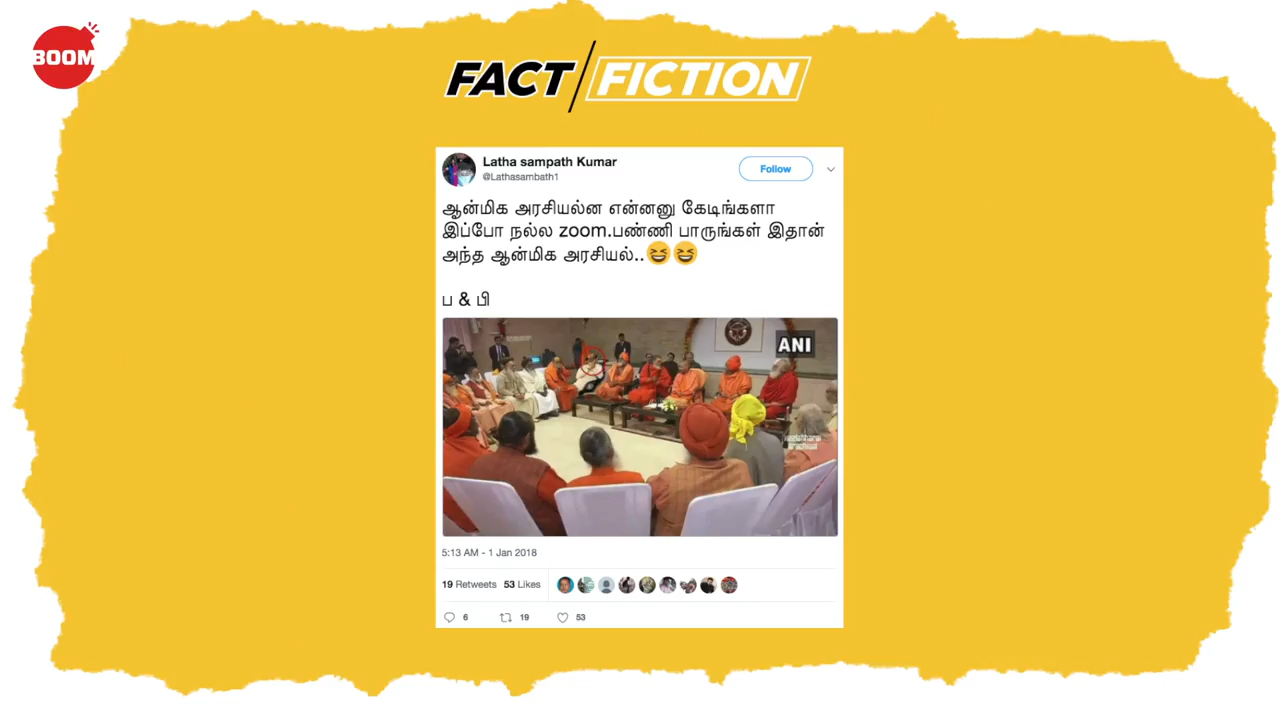 BOOM
FACT/FICTION
Latha sampath Kumar
@Lathasambath1
Follow
ஆன்மிக அரசியல்ன என்னனு கேடிங்களா
இப்போ நல்ல zoom.பண்ணி பாருங்கள் இதான்
அந்த ஆன்மிக அரசியல்..😆😆
ப & பி
ANI
5:13 AM - 1 Jan 2018
19 Retweets 53 Likes
6 19 53